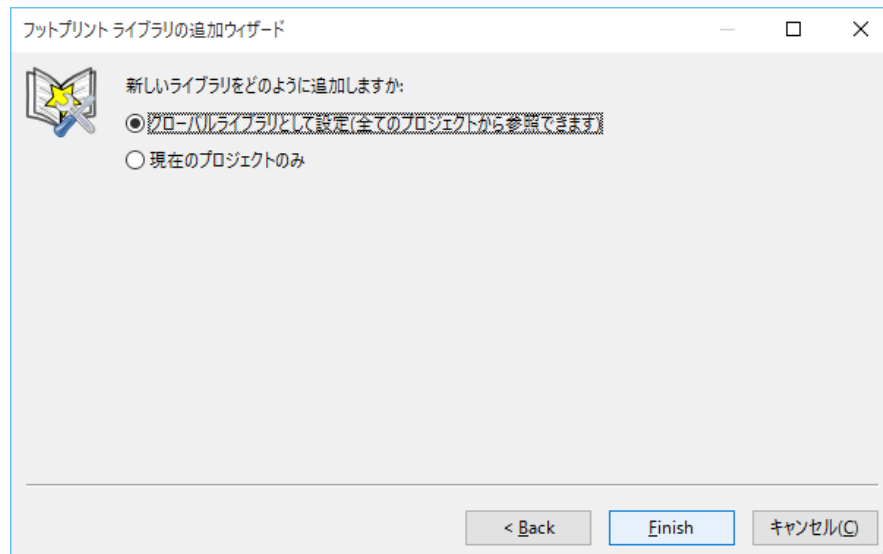 フットプリント ライブラリの追加ウィザード
新しいライブラリをどのように追加しますか:
グローバルライブラリとして設定(全てのプロジェクトから参照できます)
現在のプロジェクトのみ
< Back
Finish
キャンセル(C)